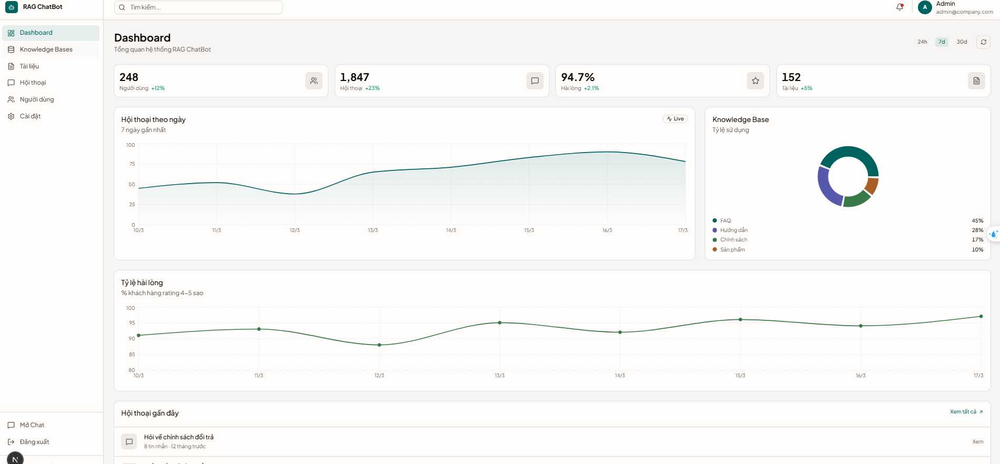 RAG ChatBot
Tìm kiếm...
A
Admin
admin@company.com
Dashboard
Knowledge Bases
Tài liệu
Hội thoại
Người dùng
Cài đặt
Mở Chat
Đăng xuất
N
Dashboard
Tổng quan hệ thống RAG ChatBot
24h 7d 30d
248
Người dùng +12%
1,847
Hội thoại +23%
94.7%
Hài lòng +2.1%
152
Tài liệu +5%
Hội thoại theo ngày
7 ngày gần nhất
Live
100
75
50
25
0
10/3 11/3 12/3 13/3 14/3 15/3 16/3 17/3
Knowledge Base
Tỷ lệ sử dụng
FAQ 45%
Hướng dẫn 28%
Chính sách 17%
Sản phẩm 10%
Tỷ lệ hài lòng
% khách hàng rating 4–5 sao
100
95
90
85
80
10/3 11/3 12/3 13/3 14/3 15/3 16/3 17/3
Hội thoại gần đây
Xem tất cả
Hỏi về chính sách đổi trả
8 tin nhắn · 12 tháng trước
Xem